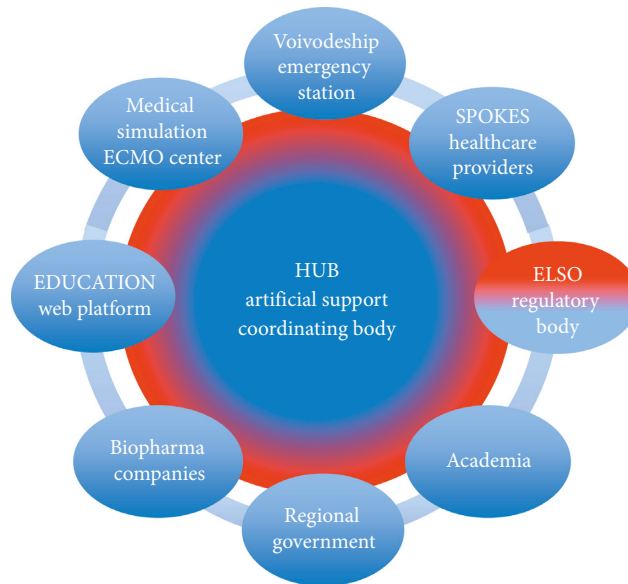 Voivodeship
emergency
station
Medical
simulation
ECMO center
SPOKES
healthcare
providers
EDUCATION
web platform
HUB
artificial support
coordinating body
ELSO
regulatory
body
Biopharma
companies
Academia
Regional
government